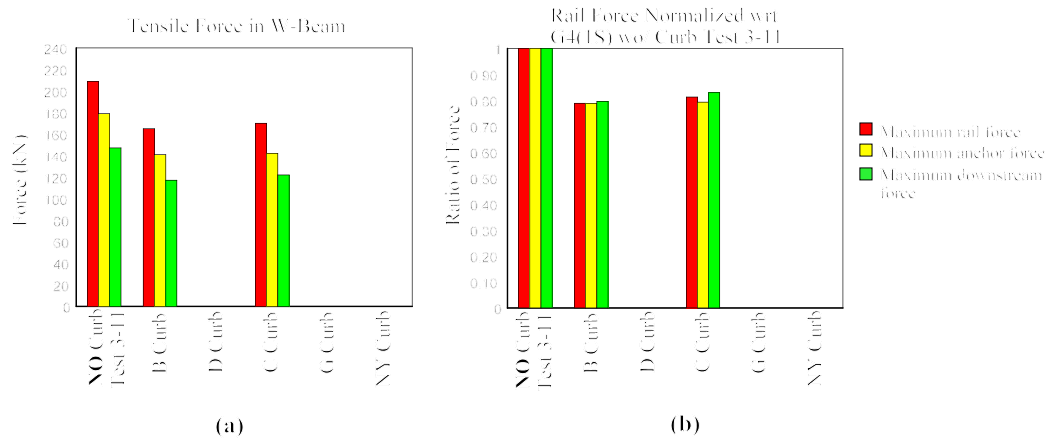 Tensile Force in W-Beam
Force (KN)
240
220
200
180
160
140
120
100
80
60
40
20
0
NO Curb
Test 3-11
B Curb
D Curb
C Curb
G Curb
NY Curb
(a)
Rail Force Normalized wrt
G4(1S) wo/ Curb Test 3-11
Ratio of Force
1
0.90
0.80
0.70
0.60
0.50
0.40
0.30
0.20
0.10
0
NO Curb
Test 3-11
B Curb
D Curb
C Curb
G Curb
NY Curb
(b)
Maximum rail force
Maximum anchor force
Maximum downstream
force